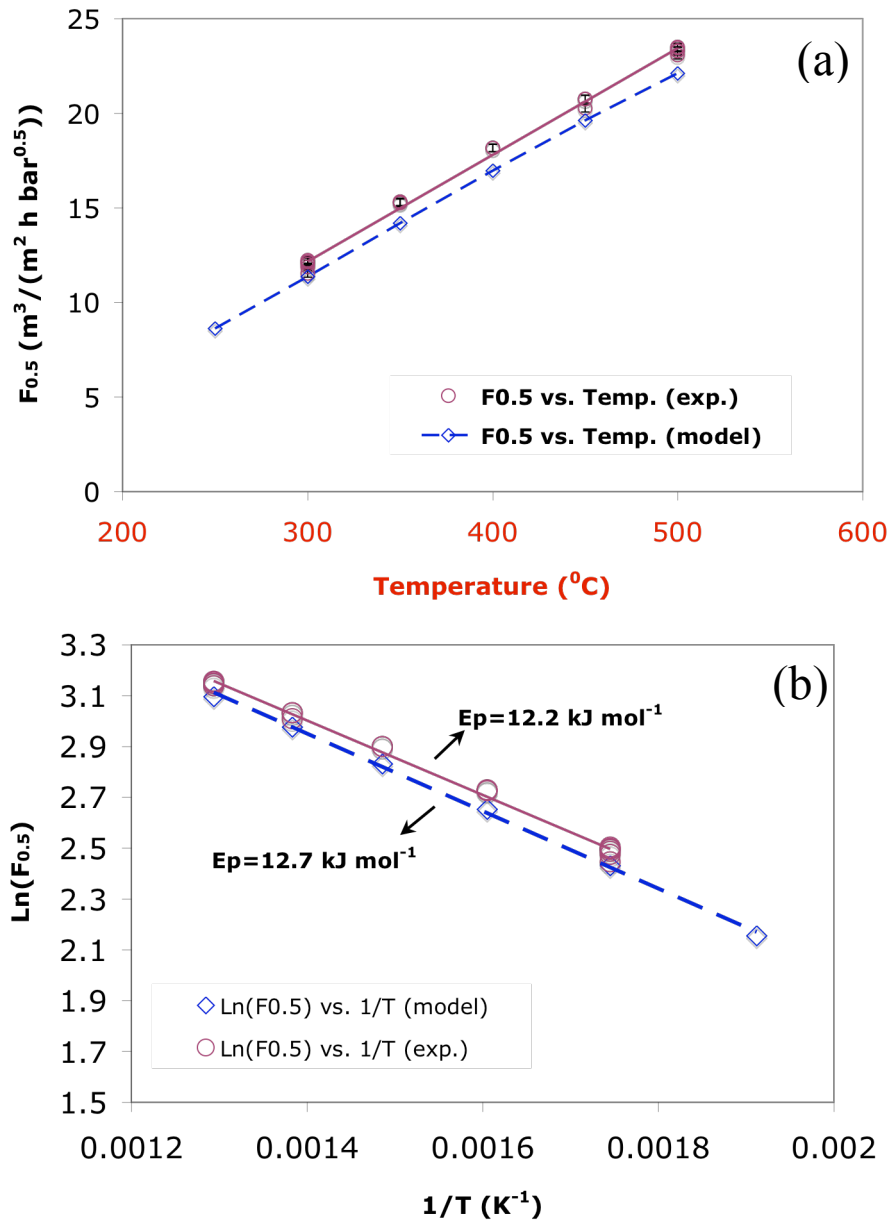 25
20
15
10
5
0
F0.5 (m³/(m² h bar⁰·⁵))
(a)
F0.5 vs. Temp. (exp.)
F0.5 vs. Temp. (model)
200 300 400 500 600
Temperature (⁰C)
3.3
3.1
2.9
2.7
2.5
2.3
2.1
1.9
1.7
1.5
Ln(F0.5)
(b)
Ep=12.2 kJ mol⁻¹
Ep=12.7 kJ mol⁻¹
Ln(F0.5) vs. 1/T (model)
Ln(F0.5) vs. 1/T (exp.)
0.0012 0.0014 0.0016 0.0018 0.002
1/T (K⁻¹)